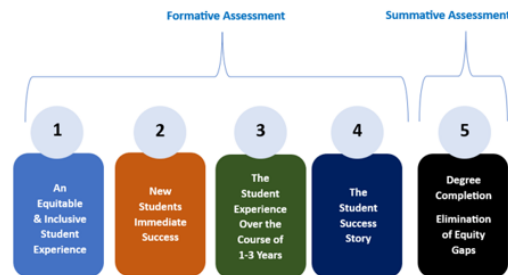 Formative Assessment
Summative Assessment
1
2
3
4
5
An
Equitable
& Inclusive
Student
Experience
New
Students
Immediate
Success
The
Student
Experience
Over the
Course of
1-3 Years
The
Student
Success
Story
Degree
Completion
Elimination
of Equity
Gaps